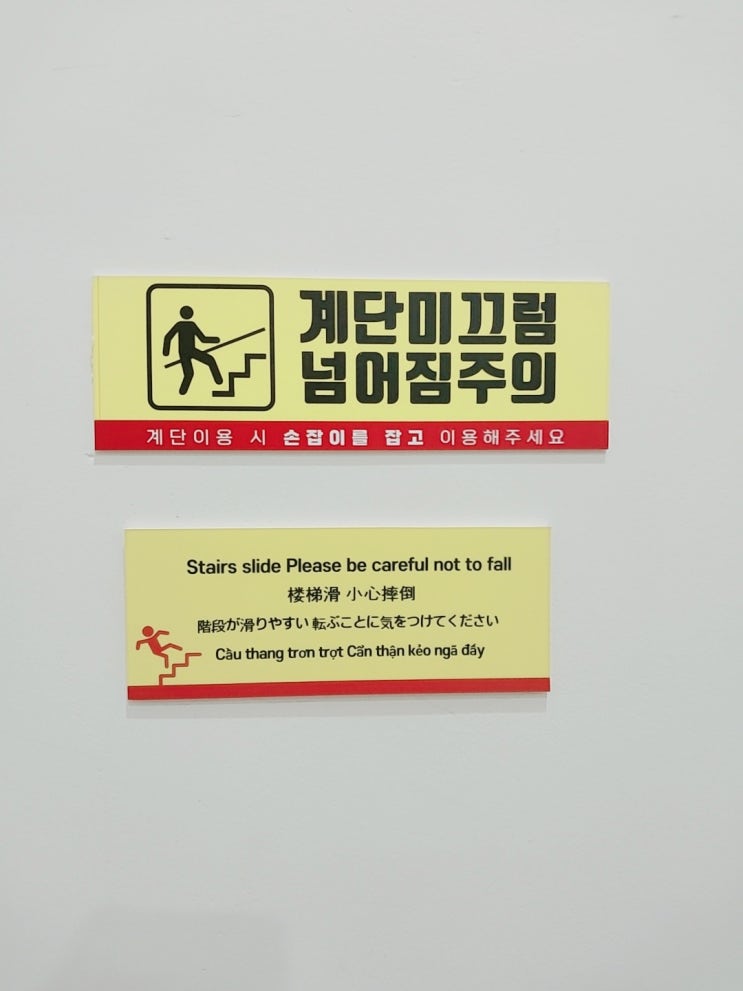 계단미끄럼
넘어짐주의
계단이용 시 손잡이를 잡고 이용해주세요
Stairs slide Please be careful not to fall
楼梯滑 小心摔倒
階段が滑りやすい 転ぶことに気をつけてください
Cầu thang trơn trợt Cẩn thận kẻo ngã đấy